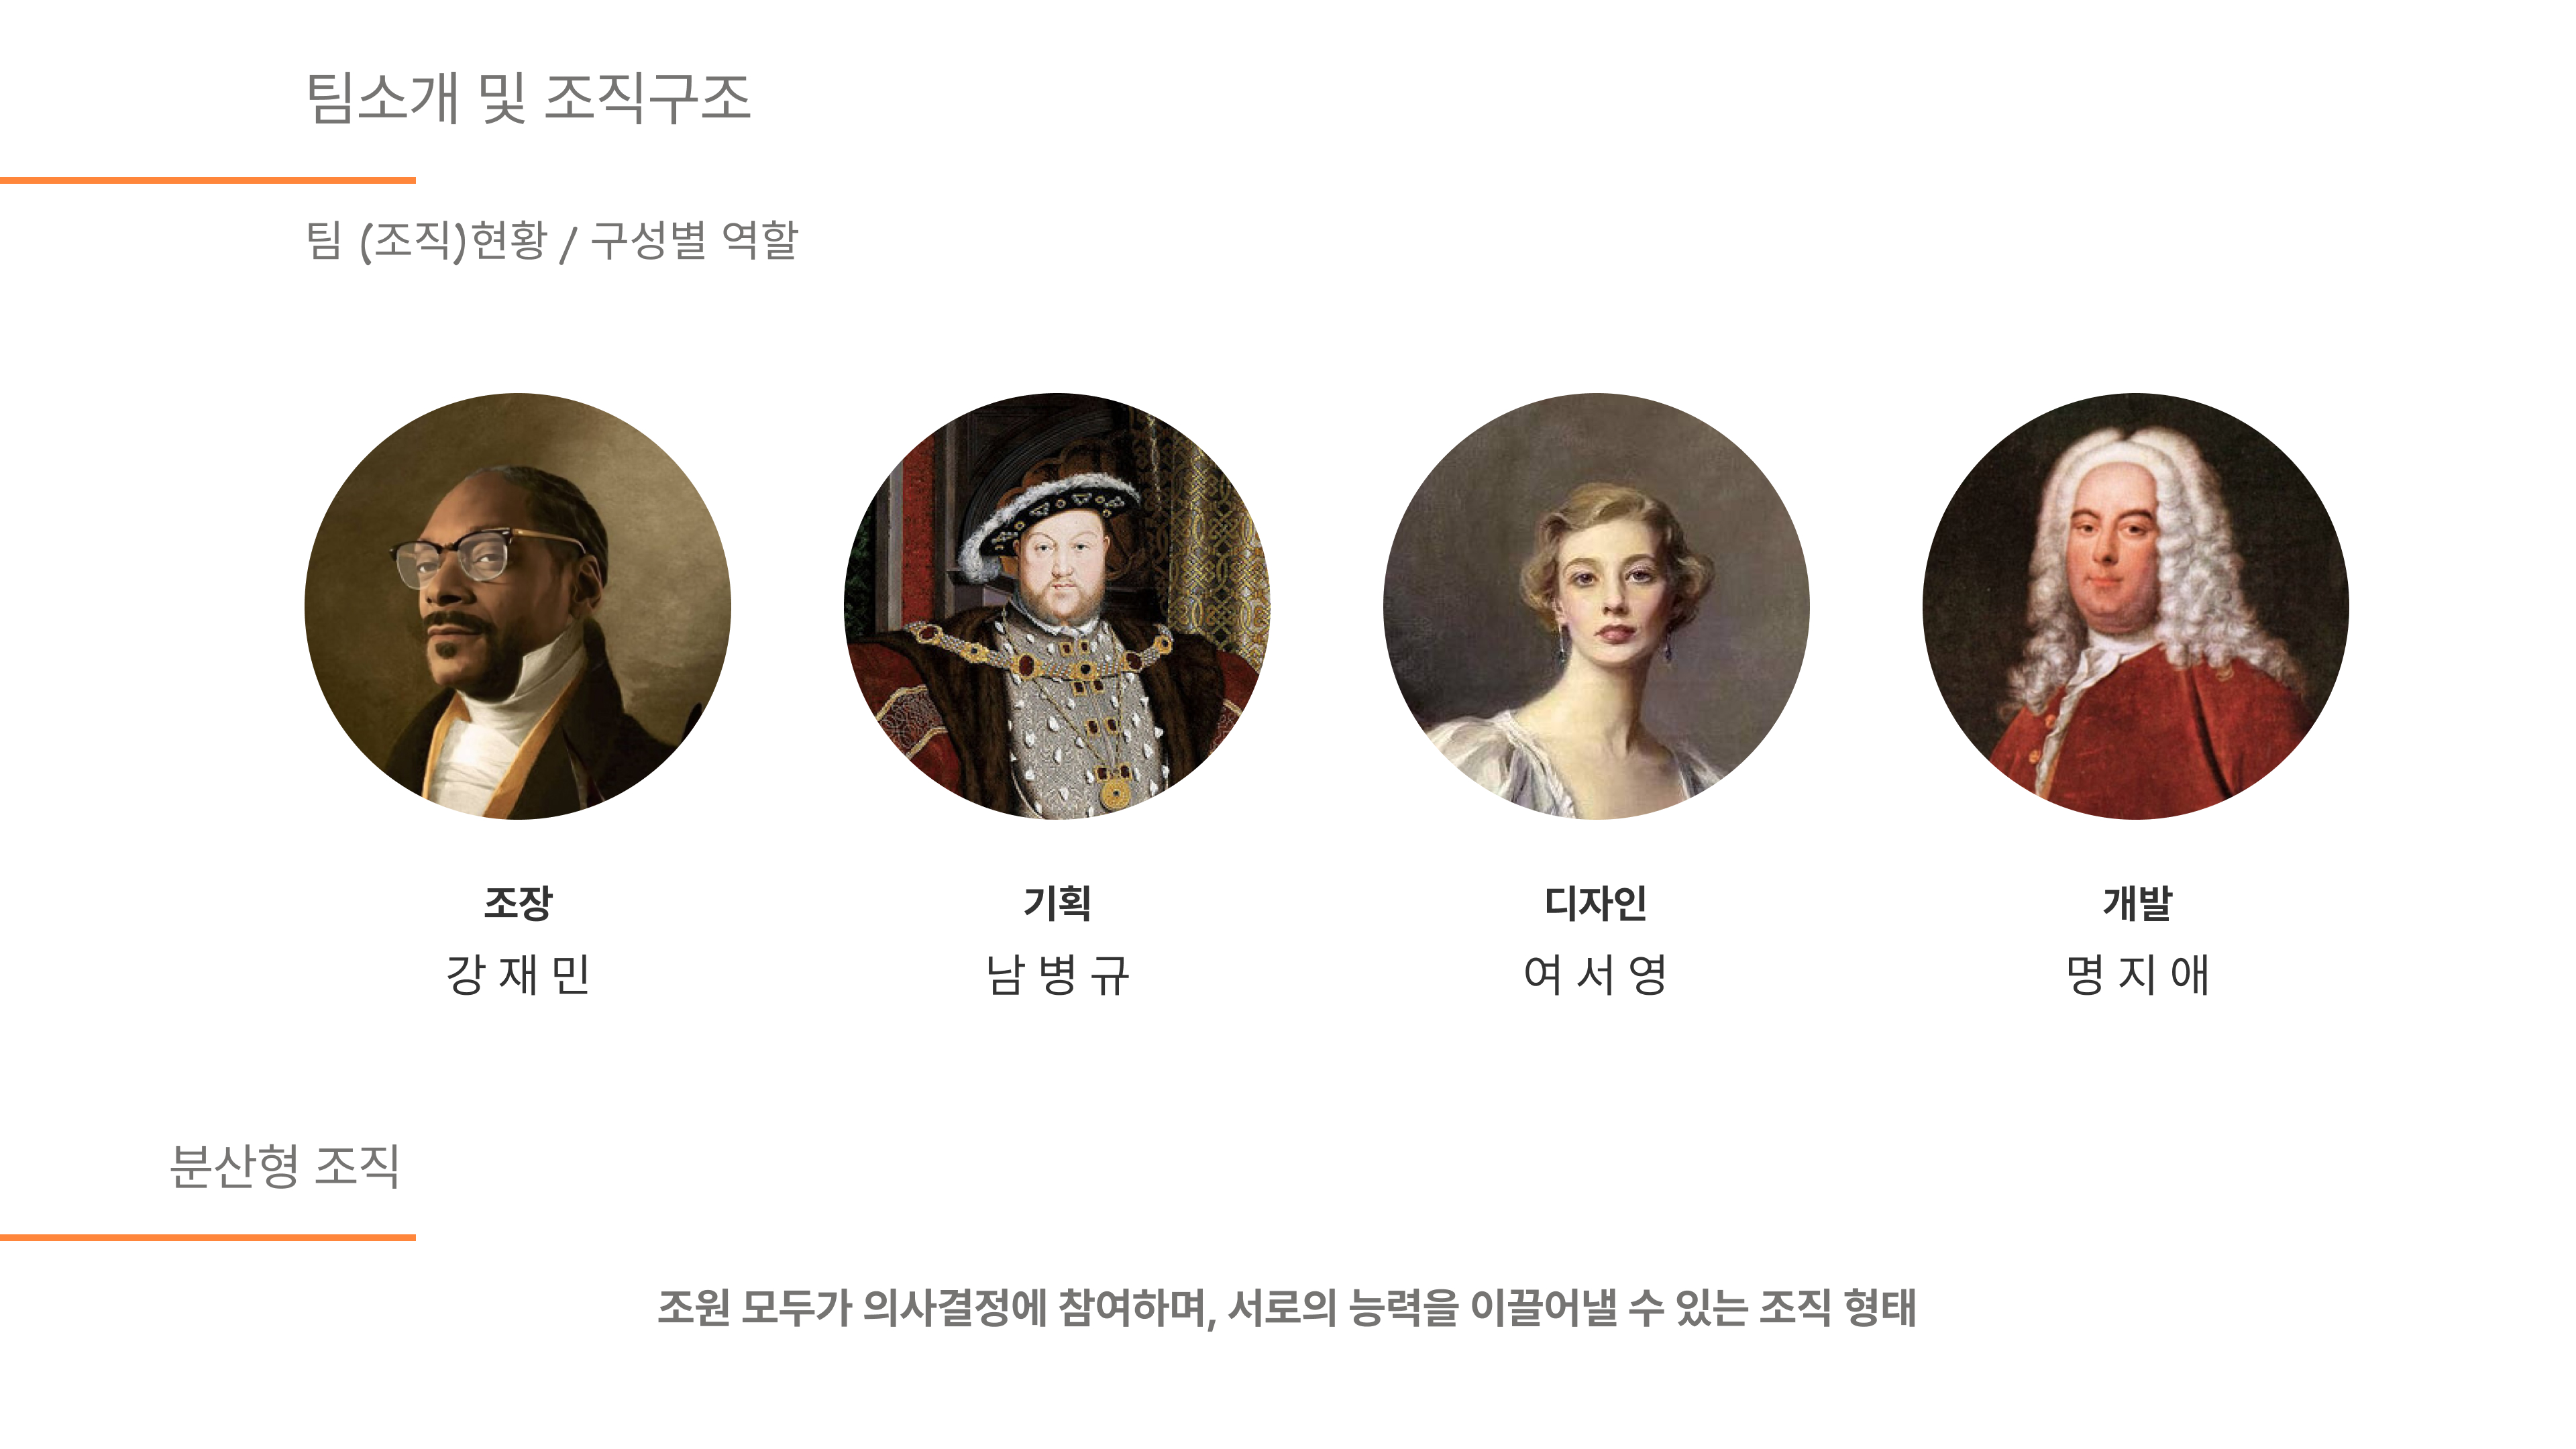 팀소개 및 조직구조
팀 (조직)현황 / 구성별 역할
조장
강 재 민
기획
남 병 규
디자인
여 서 영
개발
명 지 애
분산형 조직
조원 모두가 의사결정에 참여하며, 서로의 능력을 이끌어낼 수 있는 조직 형태